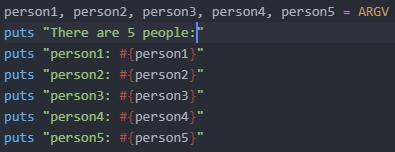 person1, person2, person3, person4, person5 = ARGV
puts "There are 5 people:"
puts "person1: #{person1}"
puts "person2: #{person2}"
puts "person3: #{person3}"
puts "person4: #{person4}"
puts "person5: #{person5}"